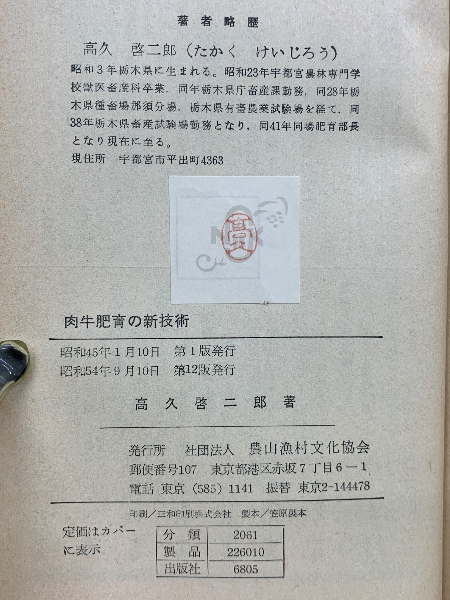 著者略歴
高久 啓二郎（たかく けいじろう）
昭和3年栃木県に生まれる。昭和23年宇都宮農林専門学
校獣医畜産科卒業、同年栃木県庁畜産課勤務、同28年栃
木県種畜場那須分場、栃木県有畜農業試験場を経て、同
38年栃木県畜産試験場勤務となり、同41年同場肥育部長
となり現在に至る。
現住所 宇都宮市平出町4363
高久
肉牛肥育の新技術
昭和45年1月10日 第1版発行
昭和54年9月10日 第12版発行
高久啓二郎著
発行所 社団法人 農山漁村文化協会
郵便番号107 東京都港区赤坂7丁目6－1
電話 東京 (585) 1141 振替 東京2-144478
印刷／三和印刷株式会社 製本／笠原製本
定価はカバー
に表示
分類 2061
製品 226010
出版社 6805